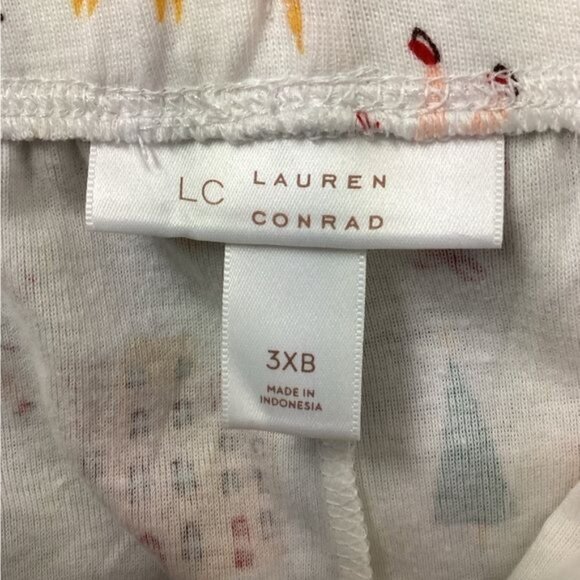 LC LAUREN
CONRAD
3XB
MADE IN
INDONESIA